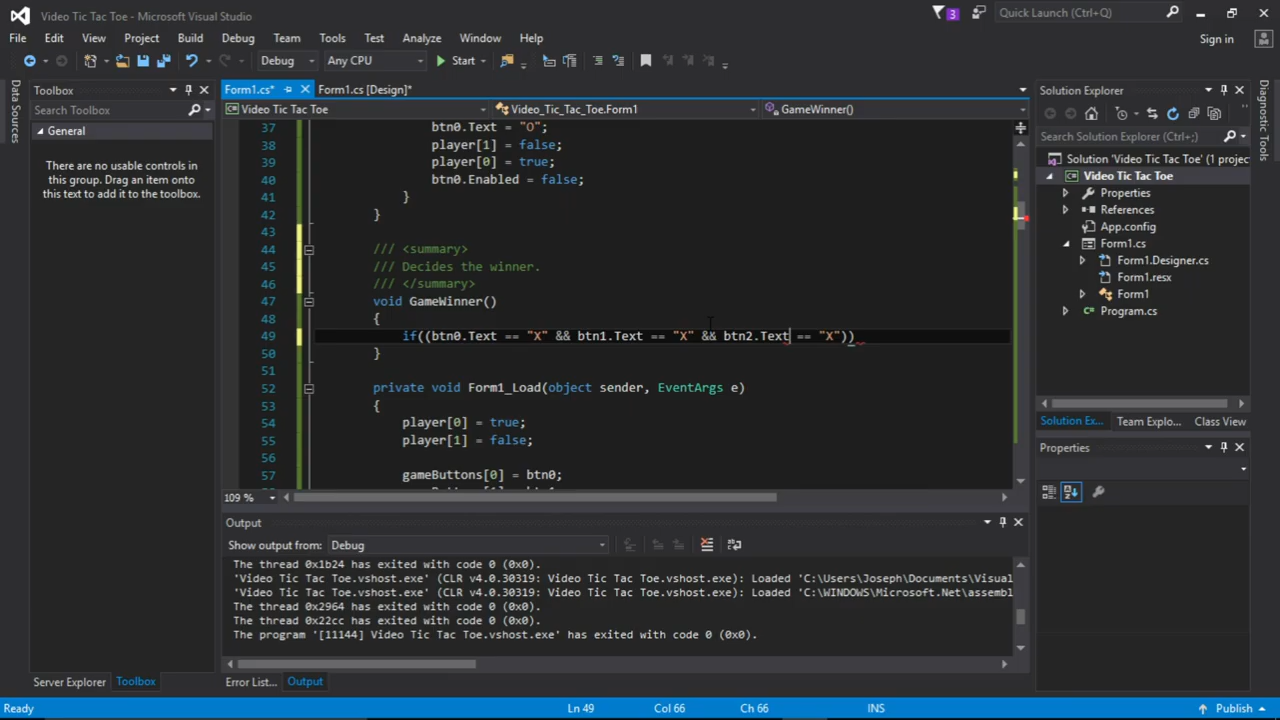 Video Tic Tac Toe - Microsoft Visual Studio
3
Quick Launch (Ctrl+Q)
File Edit View Project Build Debug Team Tools Test Analyze Window Help
Sign in
Debug Any CPU Start
Data Sources
Toolbox
Search Toolbox
General
There are no usable controls in
this group. Drag an item onto
this text to add it to the toolbox.
Server Explorer Toolbox
Form1.cs* Form1.cs [Design]*
Video Tic Tac Toe Video_Tic_Tac_Toe.Form1 GameWinner()
37 btn0.Text = "O";
38 player[1] = false;
39 player[0] = true;
40 btn0.Enabled = false;
41 }
42 }
43
44 /// <summary>
45 /// Decides the winner.
46 /// </summary>
47 void GameWinner()
48 {
49 if((btn0.Text == "X" && btn1.Text == "X" && btn2.Text == "X"))
50 }
51
52 private void Form1_Load(object sender, EventArgs e)
53 {
54 player[0] = true;
55 player[1] = false;
56
57 gameButtons[0] = btn0;
109 %
Output
Show output from: Debug
The thread 0x1b24 has exited with code 0 (0x0).
'Video Tic Tac Toe.vshost.exe' (CLR v4.0.30319: Video Tic Tac Toe.vshost.exe): Loaded 'C:\Users\Joseph\Documents\Visual
'Video Tic Tac Toe.vshost.exe' (CLR v4.0.30319: Video Tic Tac Toe.vshost.exe): Loaded 'C:\WINDOWS\Microsoft.Net\assembl
The thread 0x2964 has exited with code 0 (0x0).
The thread 0x22cc has exited with code 0 (0x0).
The program '[11144] Video Tic Tac Toe.vshost.exe' has exited with code 0 (0x0).
Error List... Output
Solution Explorer
Search Solution Explorer (Ctrl+;)
Solution 'Video Tic Tac Toe' (1 projec
Video Tic Tac Toe
Properties
References
App.config
Form1.cs
Form1.Designer.cs
Form1.resx
Form1
Program.cs
Solution Ex... Team Explo... Class View
Properties
Diagnostic Tools
Ready Ln 49 Col 66 Ch 66 INS Publish